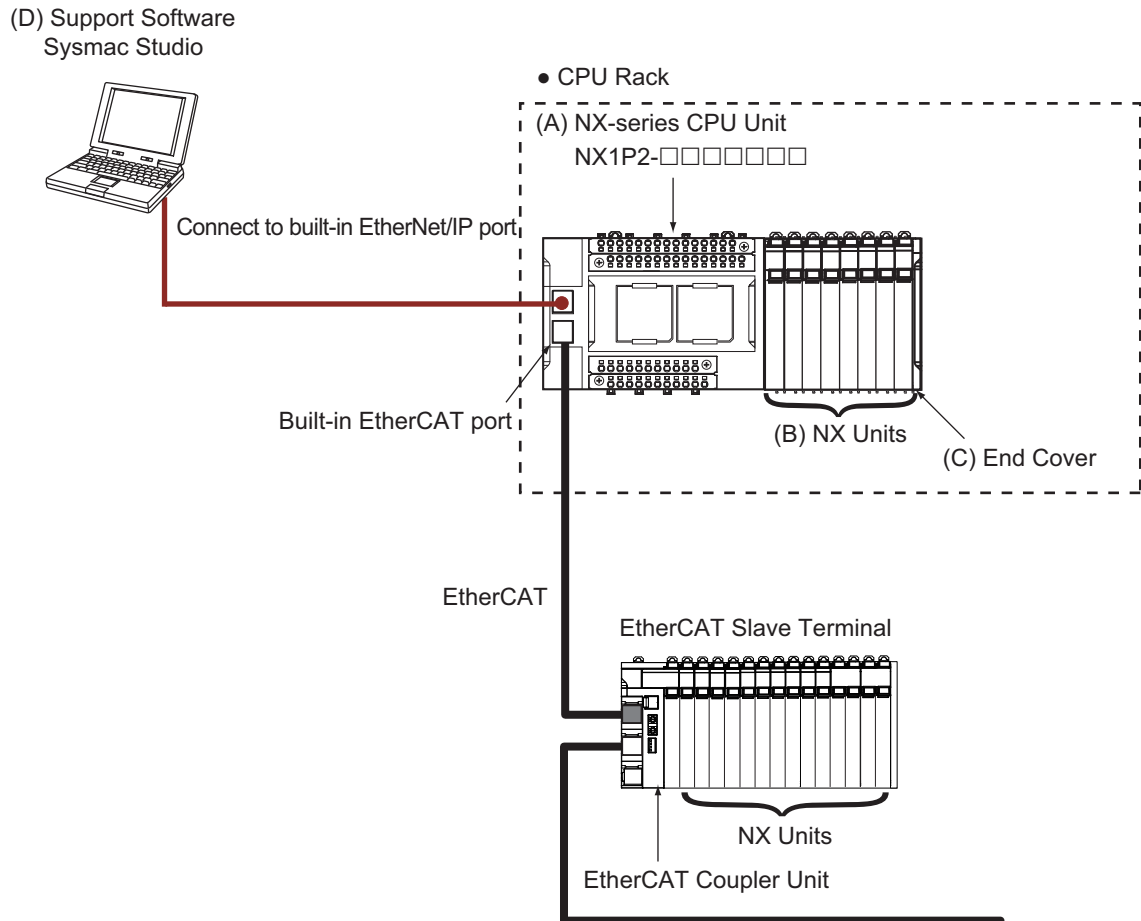 (D) Support Software
Sysmac Studio
● CPU Rack
(A) NX-series CPU Unit
NX1P2-□□□□□□□
Connect to built-in EtherNet/IP port
Built-in EtherCAT port
(B) NX Units
(C) End Cover
EtherCAT
EtherCAT Slave Terminal
NX Units
EtherCAT Coupler Unit